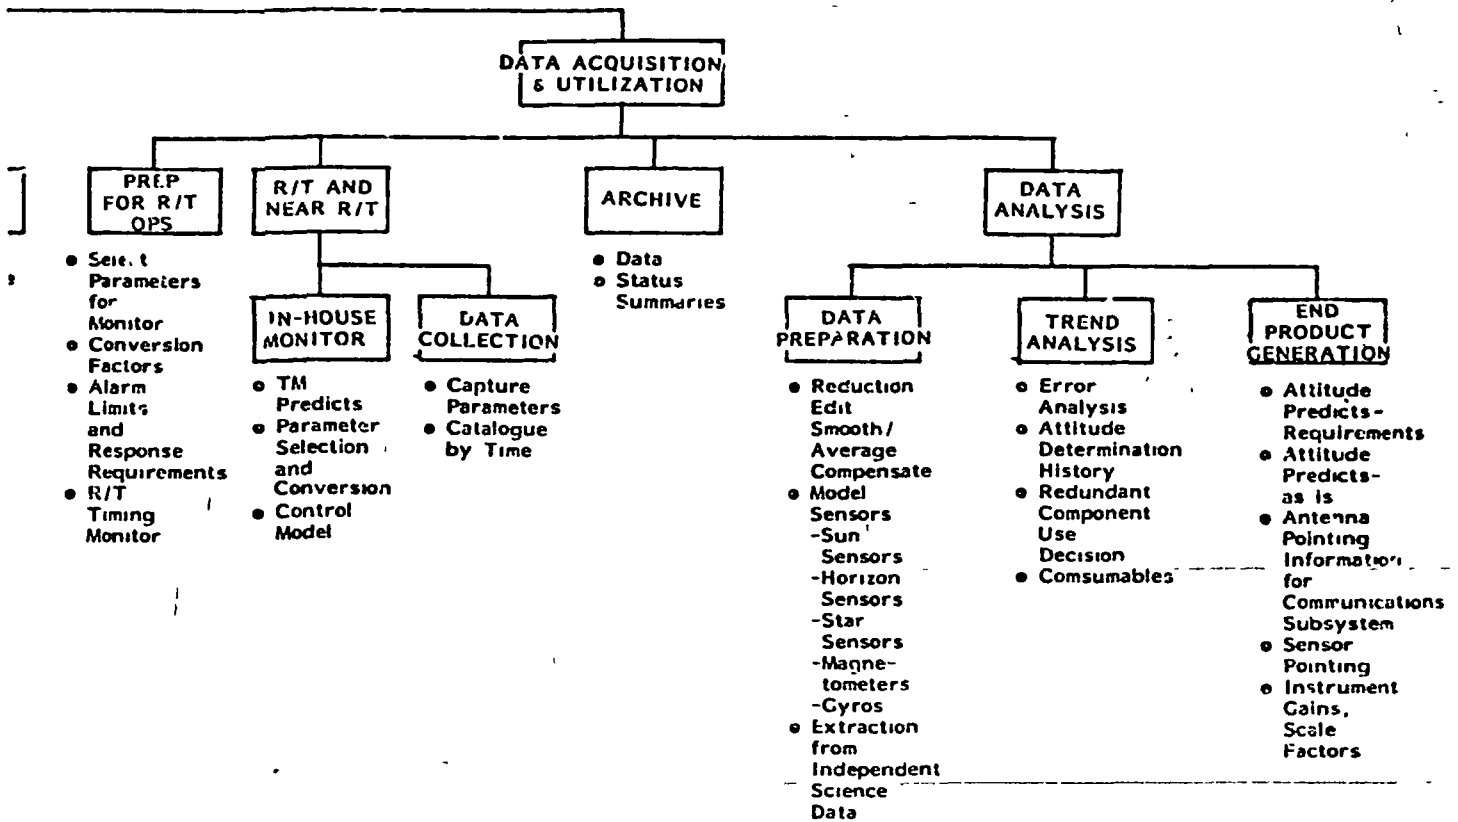 DATA ACQUISITION
& UTILIZATION
PREP
FOR R/T
OPS
R/T AND
NEAR R/T
ARCHIVE
DATA
ANALYSIS
● Select
Parameters
for
Monitor
● Conversion
Factors
● Alarm
Limits
and
Response
Requirements
● R/T
Timing
Monitor
IN-HOUSE
MONITOR
● TM
Predicts
● Parameter
Selection
and
Conversion
● Control
Model
DATA
COLLECTION
● Capture
Parameters
● Catalogue
by Time
● Data
● Status
Summaries
DATA
PREPARATION
● Reduction
Edit
Smooth/
Average
Compensate
● Model
Sensors
-Sun
Sensors
-Horizon
Sensors
-Star
Sensors
-Magne-
tometers
-Gyros
● Extraction
from
Independent
Science
Data
TREND
ANALYSIS
● Error
Analysis
● Attitude
Determination
History
● Redundant
Component
Use
Decision
● Comsumables
END
PRODUCT
GENERATION
● Attitude
Predicts-
Requirements
● Attitude
Predicts-
as is
● Antenna
Pointing
Information
for
Communications
Subsystem
● Sensor
Pointing
● Instrument
Gains,
Scale
Factors